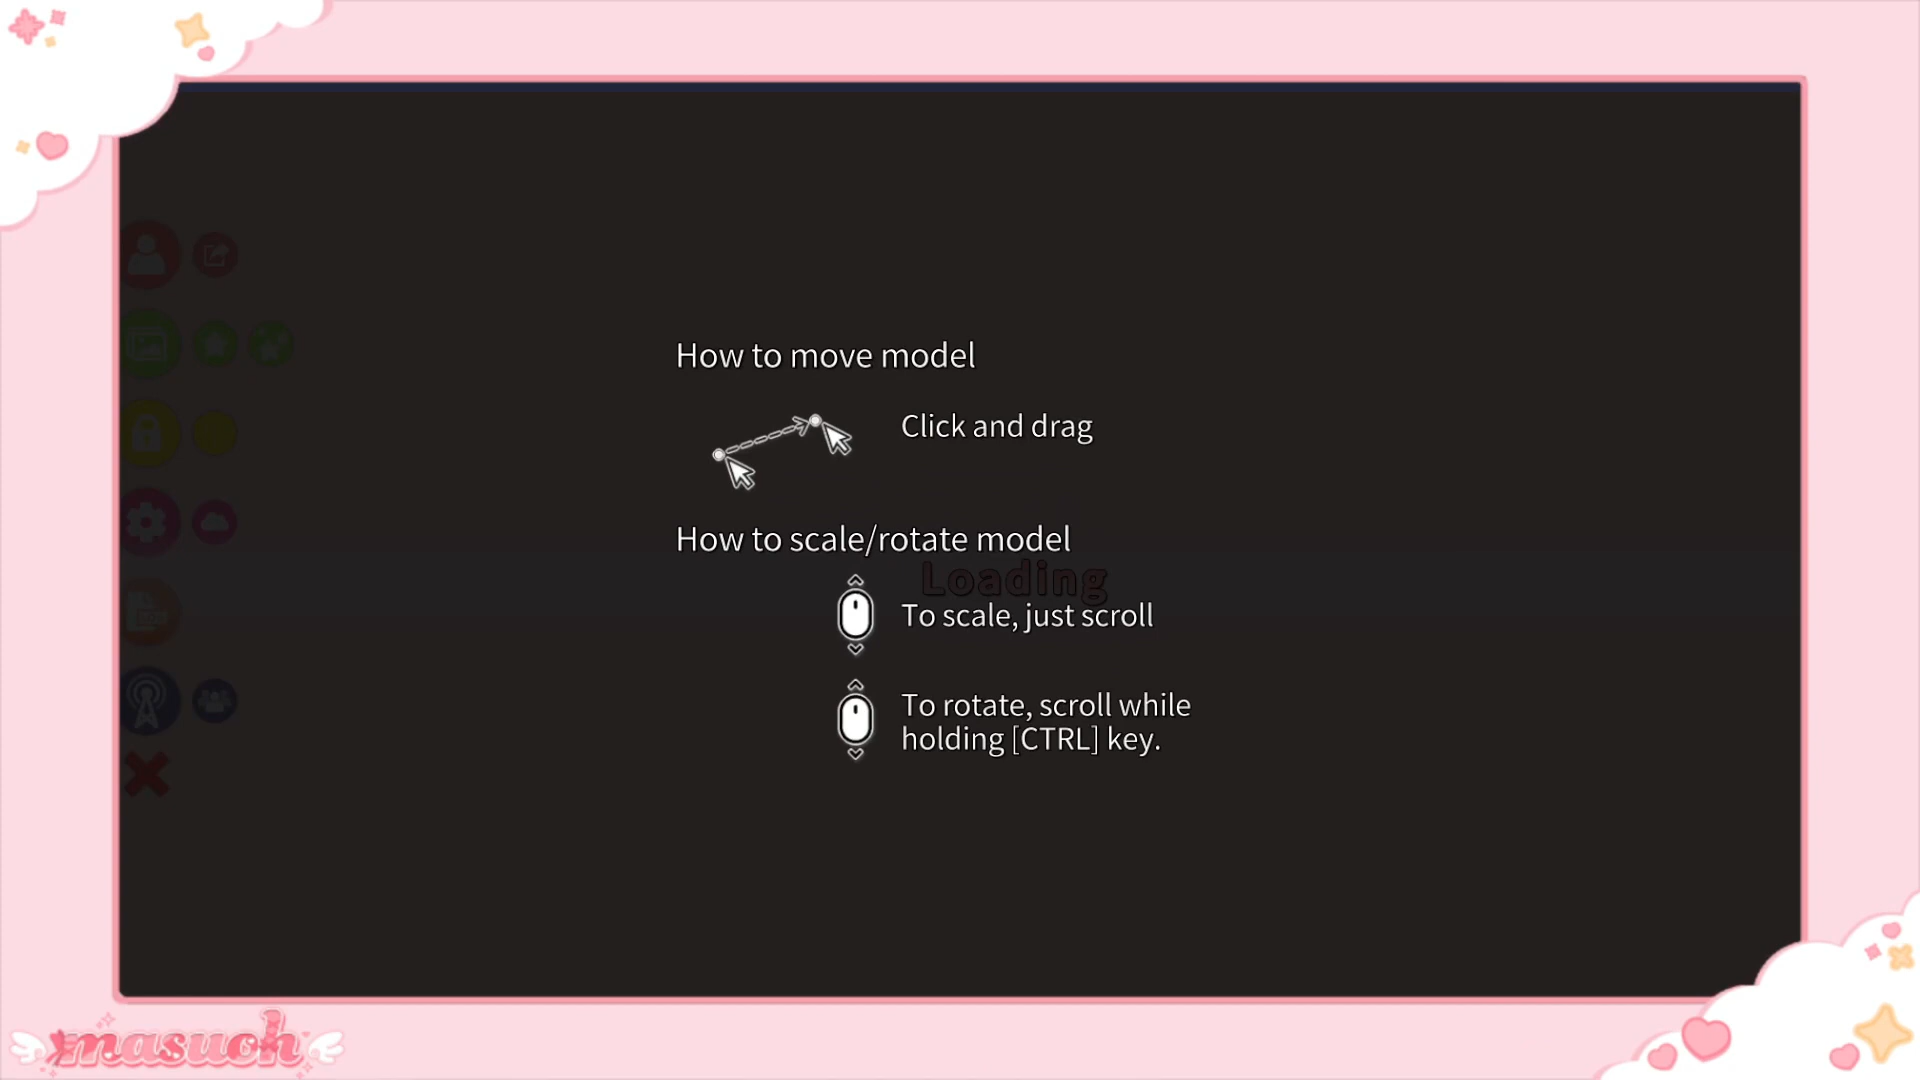 How to move model
Click and drag
How to scale/rotate model
Loading
To scale, just scroll
To rotate, scroll while
holding [CTRL] key.
masuoh